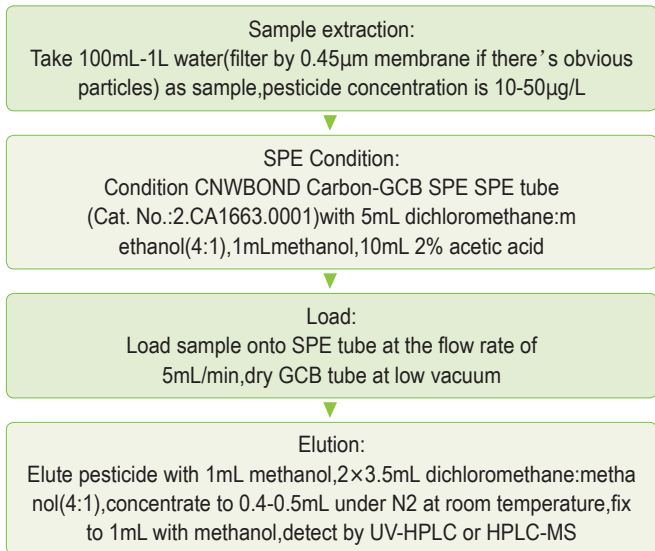 Sample extraction:
Take 100mL-1L water(filter by 0.45μm membrane if there’s obvious
particles) as sample,pesticide concentration is 10-50μg/L
SPE Condition:
Condition CNWBOND Carbon-GCB SPE SPE tube
(Cat. No.:2.CA1663.0001)with 5mL dichloromethane:m
ethanol(4:1),1mLmethanol,10mL 2% acetic acid
Load:
Load sample onto SPE tube at the flow rate of
5mL/min,dry GCB tube at low vacuum
Elution:
Elute pesticide with 1mL methanol,2×3.5mL dichloromethane:metha
nol(4:1),concentrate to 0.4-0.5mL under N2 at room temperature,fix
to 1mL with methanol,detect by UV-HPLC or HPLC-MS